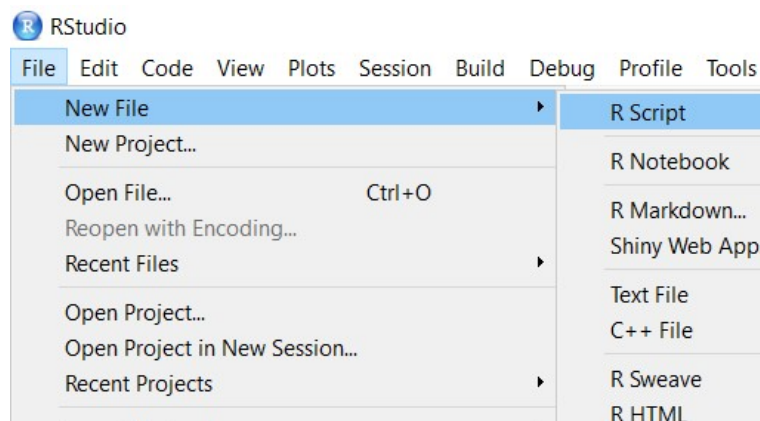 RStudio
File Edit Code View Plots Session Build Debug Profile Tools
New File
New Project...
Open File... Ctrl+O
Reopen with Encoding...
Recent Files
Open Project...
Open Project in New Session...
Recent Projects
R Script
R Notebook
R Markdown...
Shiny Web App
Text File
C++ File
R Sweave
R HTML